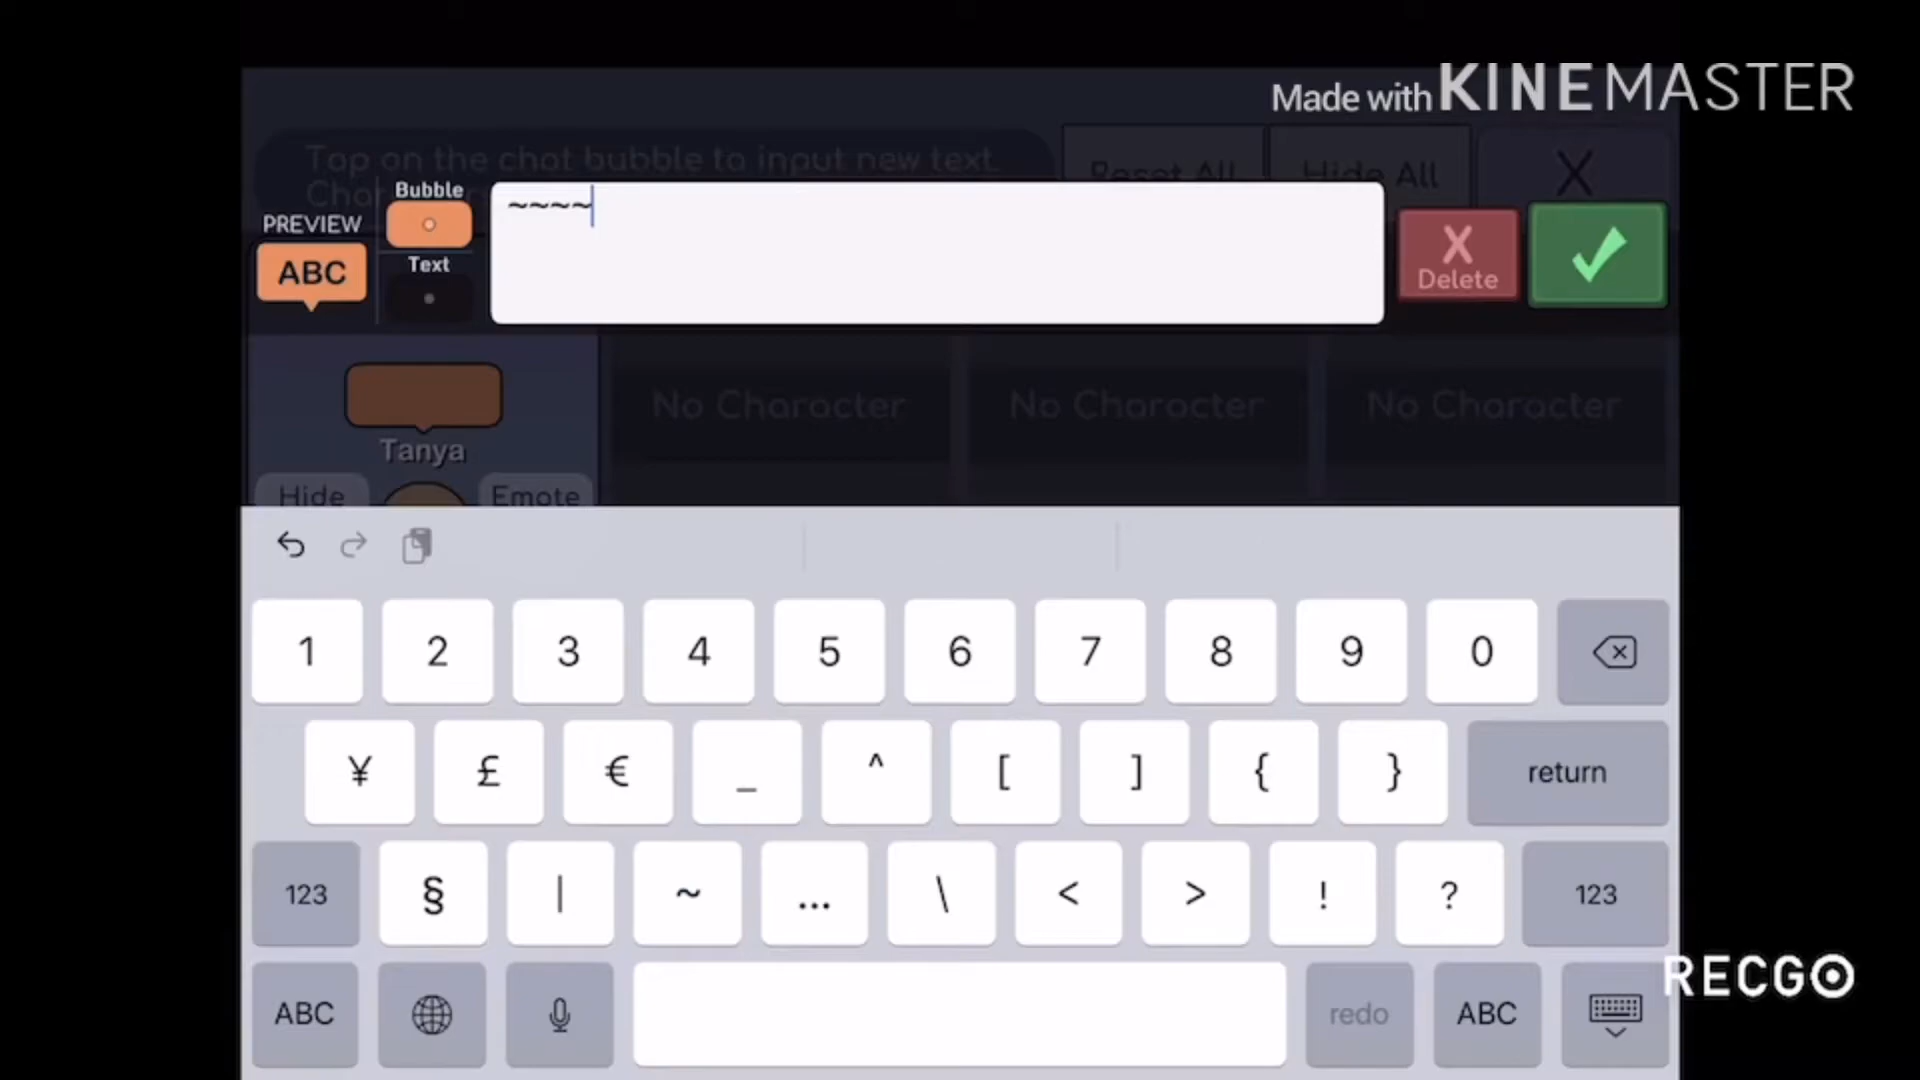 Made with KINEMASTER
Tap on the chat bubble to input new text.
Reset All
Hide All
X
Bubble
~~~~
PREVIEW
ABC
Text
X
Delete
Tanya
No Character
No Character
No Character
Hide
Emote
1 2 3 4 5 6 7 8 9 0
¥ £ € _ ^ [ ] { } return
123 § | ~ ... \ < > ! ? 123
ABC redo ABC
RECGO